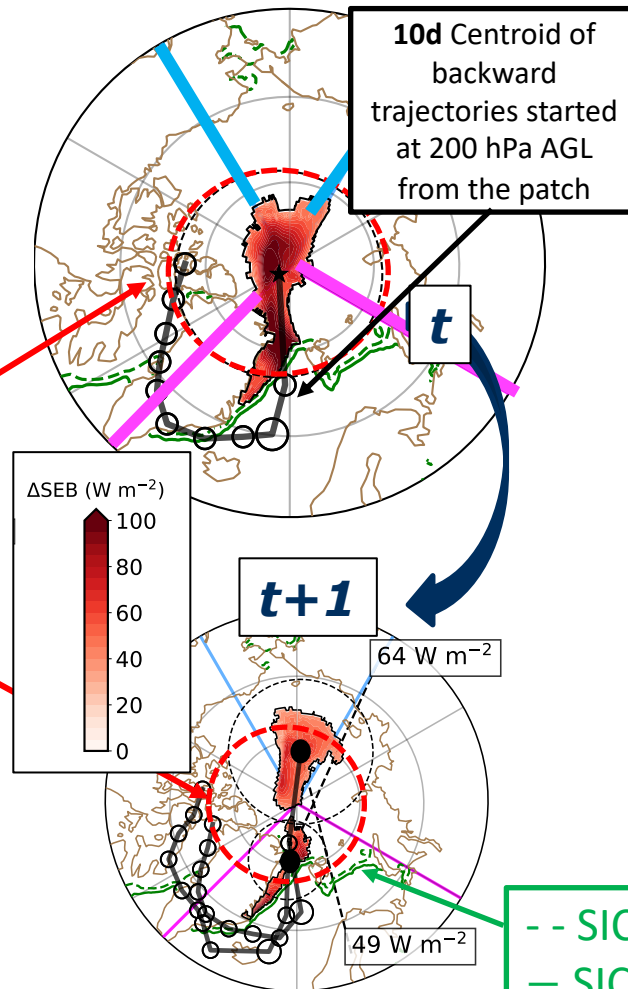 10d Centroid of
backward
trajectories started
at 200 hPa AGL
from the patch
t
ΔSEB (W m⁻²)
100
80
60
40
20
0
t+1
64 W m⁻²
49 W m⁻²
- - SIC
— SIC